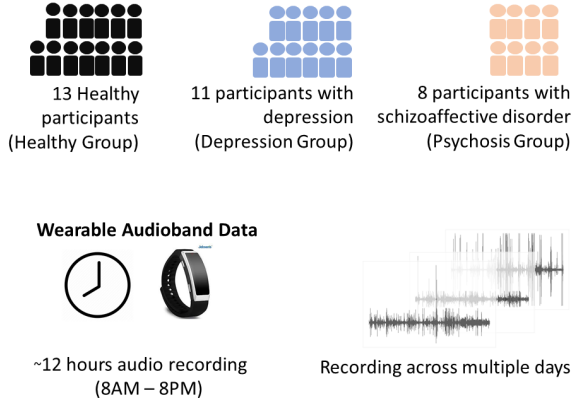 13 Healthy
participants
(Healthy Group)
11 participants with
depression
(Depression Group)
8 participants with
schizoaffective disorder
(Psychosis Group)
Wearable Audioband Data
~12 hours audio recording
(8AM – 8PM)
Recording across multiple days